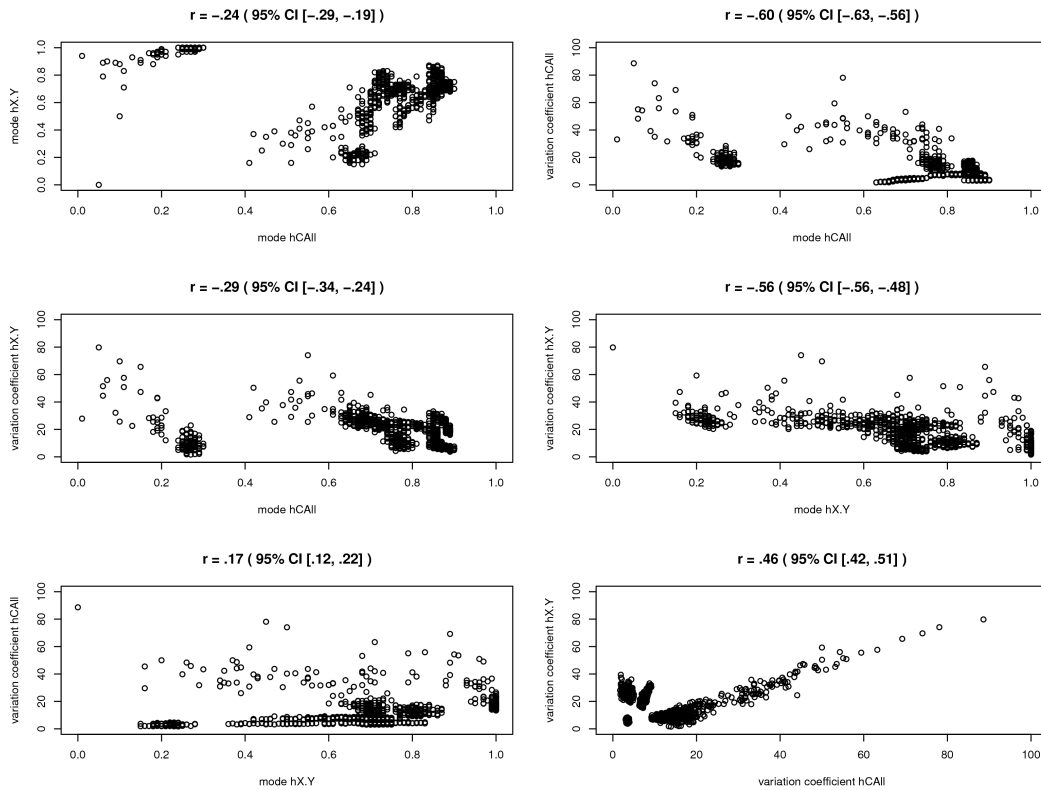 r = −.24 ( 95% CI [−.29, −.19] )
mode hX.Y
0.0 0.2 0.4 0.6 0.8 1.0
0.0 0.2 0.4 0.6 0.8 1.0
mode hCAll
r = −.60 ( 95% CI [−.63, −.56] )
variation coefficient hCAll
0 20 40 60 80 100
0.0 0.2 0.4 0.6 0.8 1.0
mode hCAll
r = −.29 ( 95% CI [−.34, −.24] )
variation coefficient hX.Y
0 20 40 60 80 100
0.0 0.2 0.4 0.6 0.8 1.0
mode hCAll
r = −.56 ( 95% CI [−.56, −.48] )
variation coefficient hX.Y
0 20 40 60 80 100
0.0 0.2 0.4 0.6 0.8 1.0
mode hX.Y
r = .17 ( 95% CI [.12, .22] )
variation coefficient hCAll
0 20 40 60 80 100
0.0 0.2 0.4 0.6 0.8 1.0
mode hX.Y
r = .46 ( 95% CI [.42, .51] )
variation coefficient hX.Y
0 20 40 60 80 100
0 20 40 60 80 100
variation coefficient hCAll